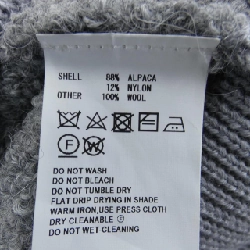 SHELL 88% ALPACA
12% NYLON
OTHER 100% WOOL
DO NOT WASH
DO NOT BLEACH
DO NOT TUMBLE DRY
FLAT DRIP DRYING IN SHADE
WARM IRON,USE PRESS CLOTH
DRY CLEANABLE Ⓕ
DO NOT WET CLEANING